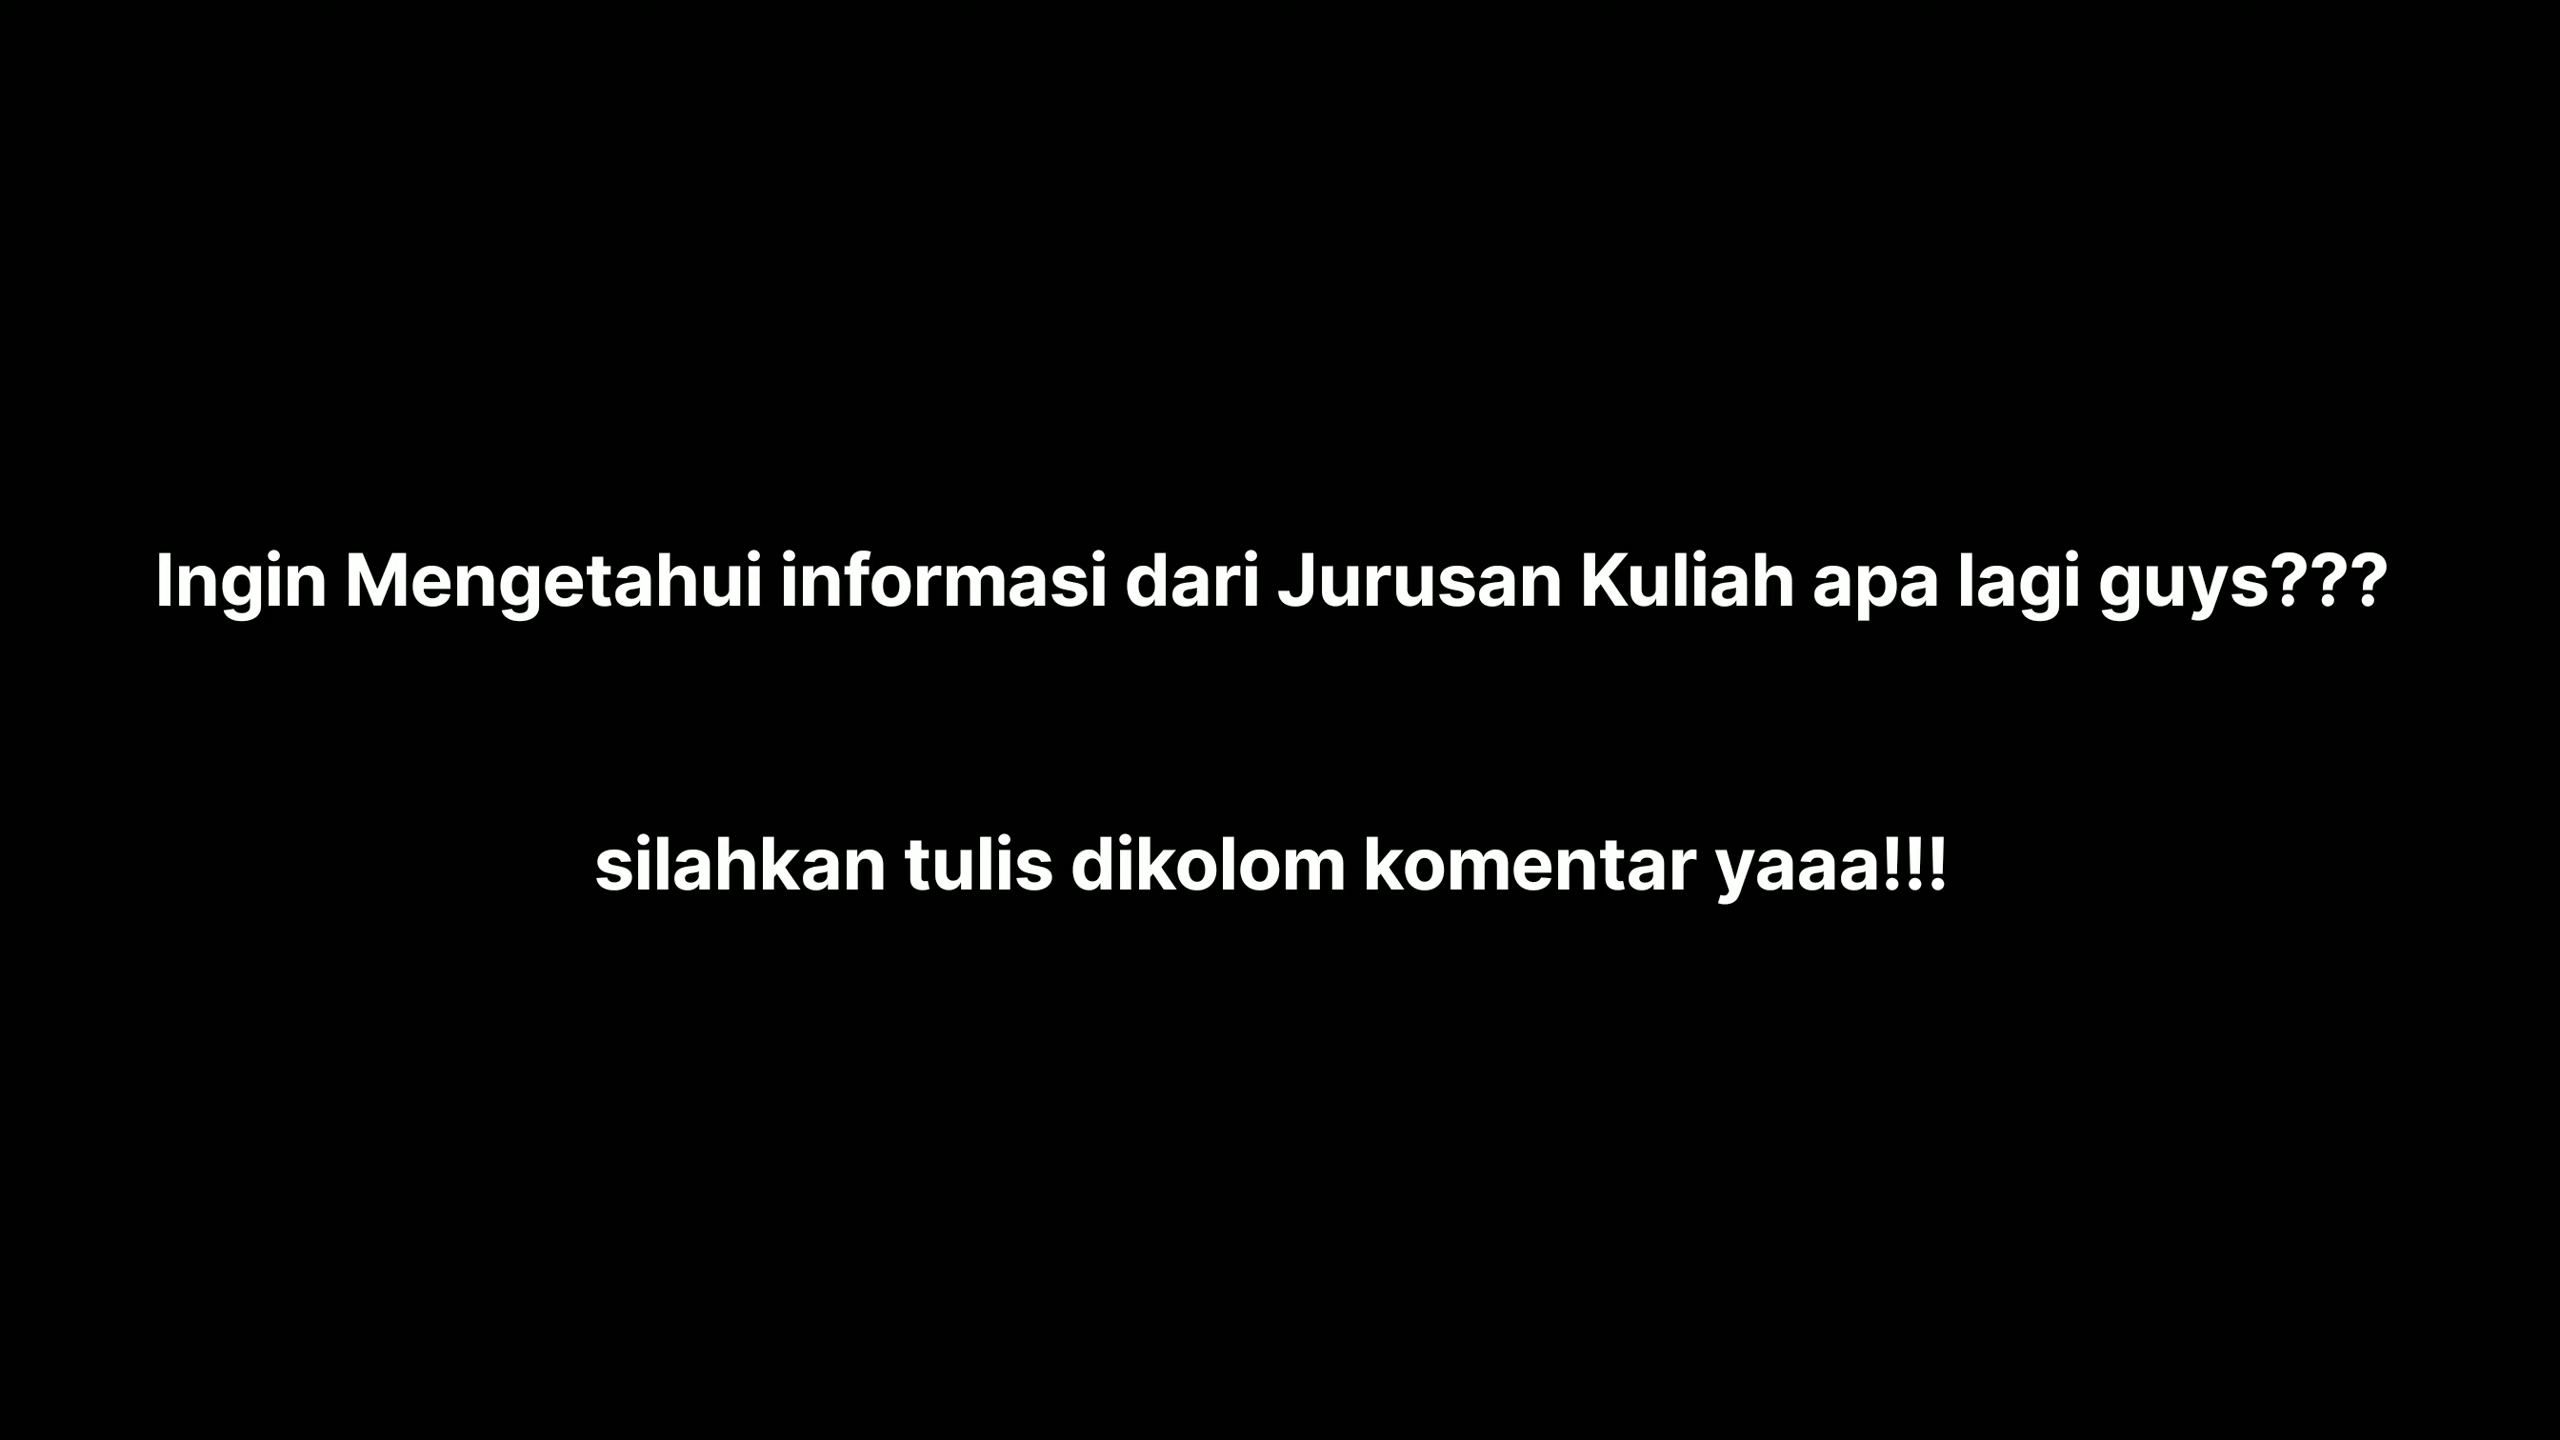 Ingin Mengetahui informasi dari Jurusan Kuliah apa lagi guys???
silahkan tulis dikolom komentar yaaa!!!